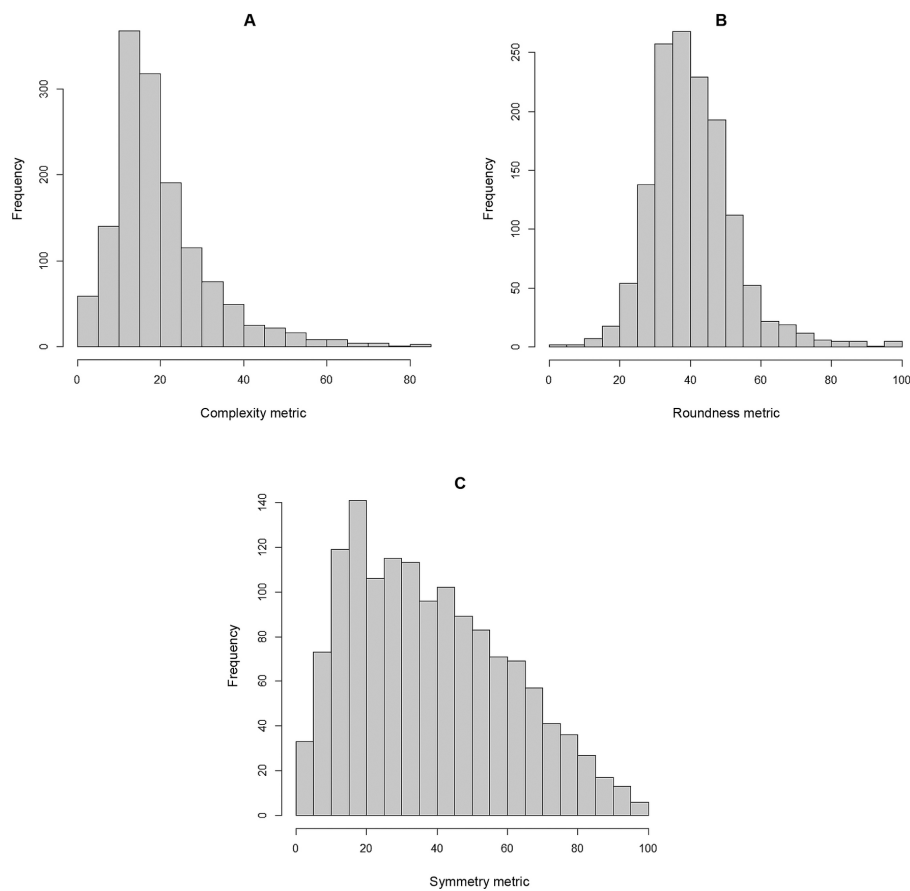 A
Frequency
0 100 200 300
0 20 40 60 80
Complexity metric
B
Frequency
0 50 100 150 200 250
0 20 40 60 80 100
Roundness metric
C
Frequency
0 20 40 60 80 100 120 140
0 20 40 60 80 100
Symmetry metric